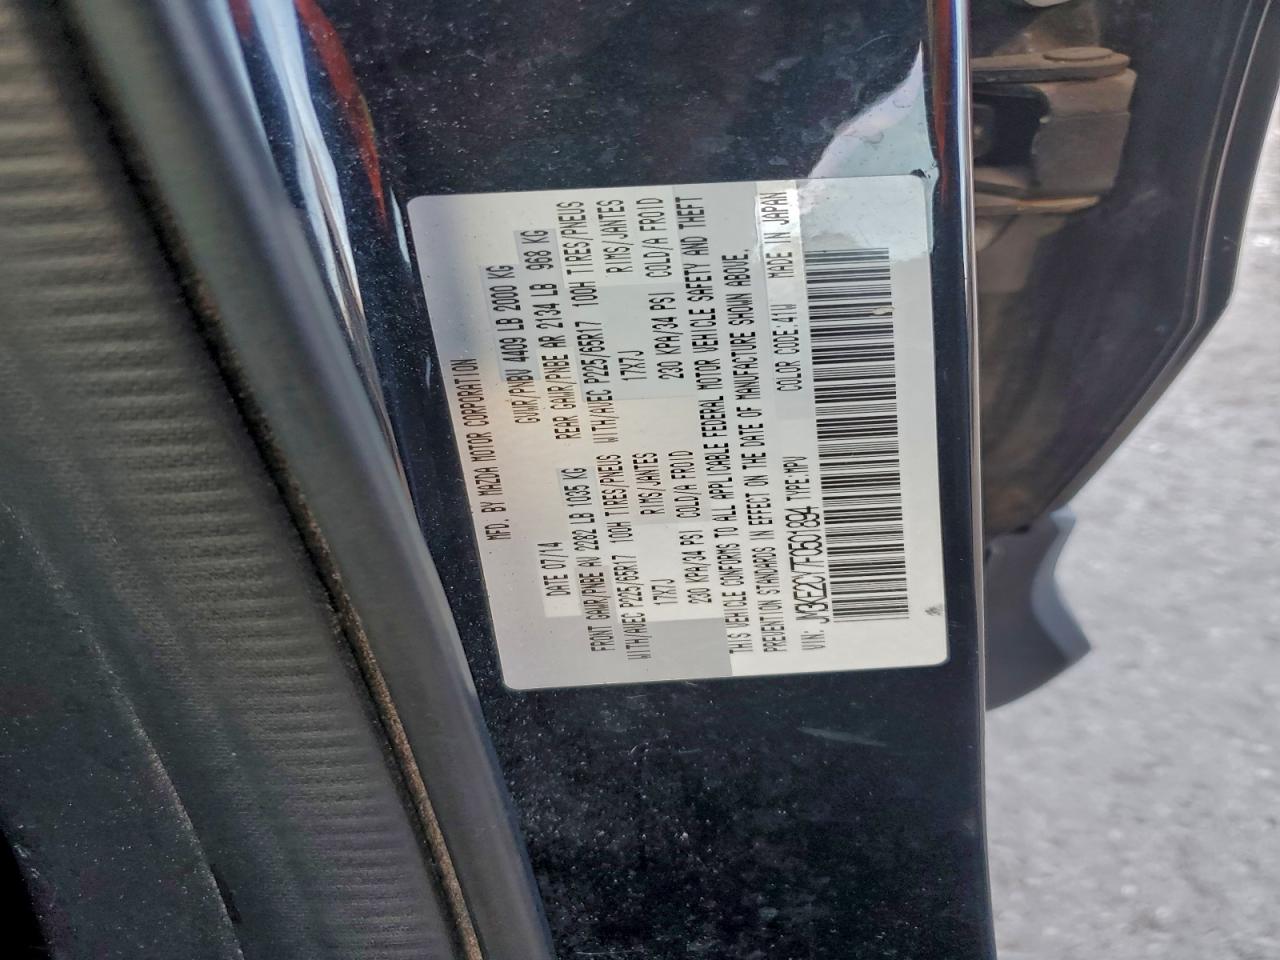 MFD. BY MAZDA MOTOR CORPORATION
DATE 07/14 GVWR/PNBV 4409 LB 2000 KG
FRONT GAWR/PNBE AV 2282 LB 1035 KG REAR GAWR/PNBE AR 2134 LB 968 KG
WITH/AVEC P225/65R17 100H TIRES/PNEUS WITH/AVEC P225/65R17 100H TIRES/PNEUS
17X7J RIMS/JANTES 17X7J RIMS/JANTES
230 KPA/34 PSI COLD/A FROID 230 KPA/34 PSI COLD/A FROID
THIS VEHICLE CONFORMS TO ALL APPLICABLE FEDERAL MOTOR VEHICLE SAFETY AND THEFT
PREVENTION STANDARDS IN EFFECT ON THE DATE OF MANUFACTURE SHOWN ABOVE.
VIN: JM3KE2CY7F0501894 TYPE:MPV COLOR CODE:41W MADE IN JAPAN